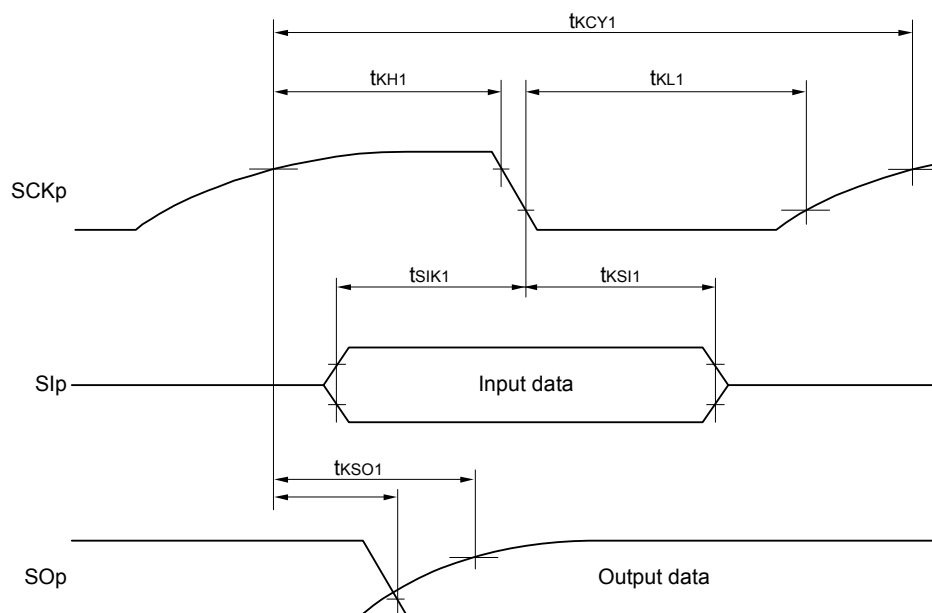 tKCY1
tKH1
tKL1
SCKp
tSIK1
tKSI1
SIp
Input data
tKSO1
SOp
Output data